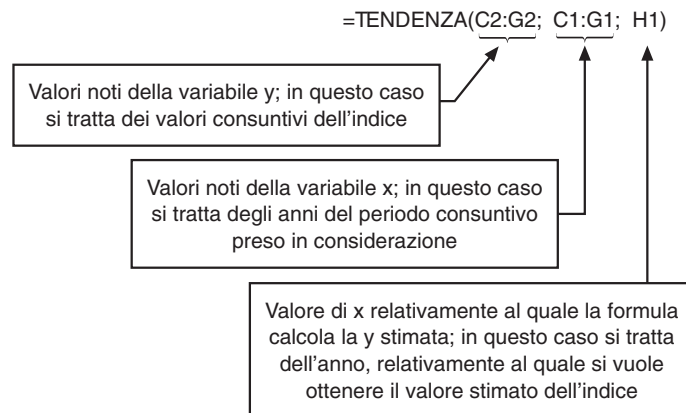 =TENDENZA(C2:G2; C1:G1; H1)
Valori noti della variabile y; in questo caso
si tratta dei valori consuntivi dell'indice
Valori noti della variabile x; in questo caso
si tratta degli anni del periodo consuntivo
preso in considerazione
Valore di x relativamente al quale la formula
calcola la y stimata; in questo caso si tratta
dell'anno, relativamente al quale si vuole
ottenere il valore stimato dell'indice